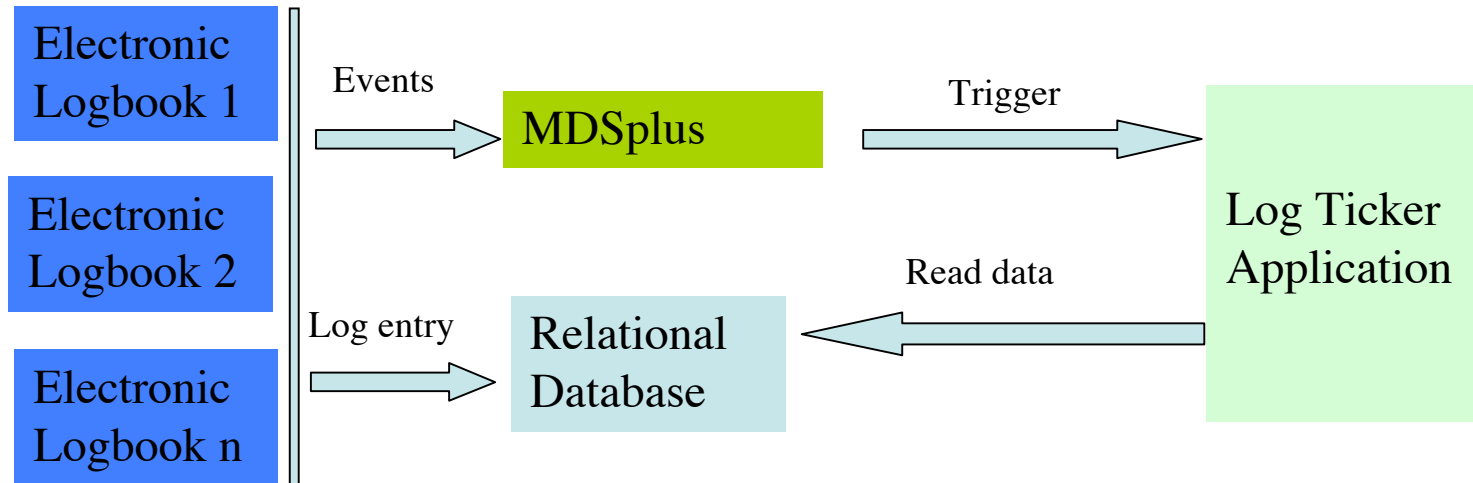 Electronic
Logbook 1
Electronic
Logbook 2
Electronic
Logbook n
Events
Log entry
MDSplus
Relational
Database
Trigger
Read data
Log Ticker
Application